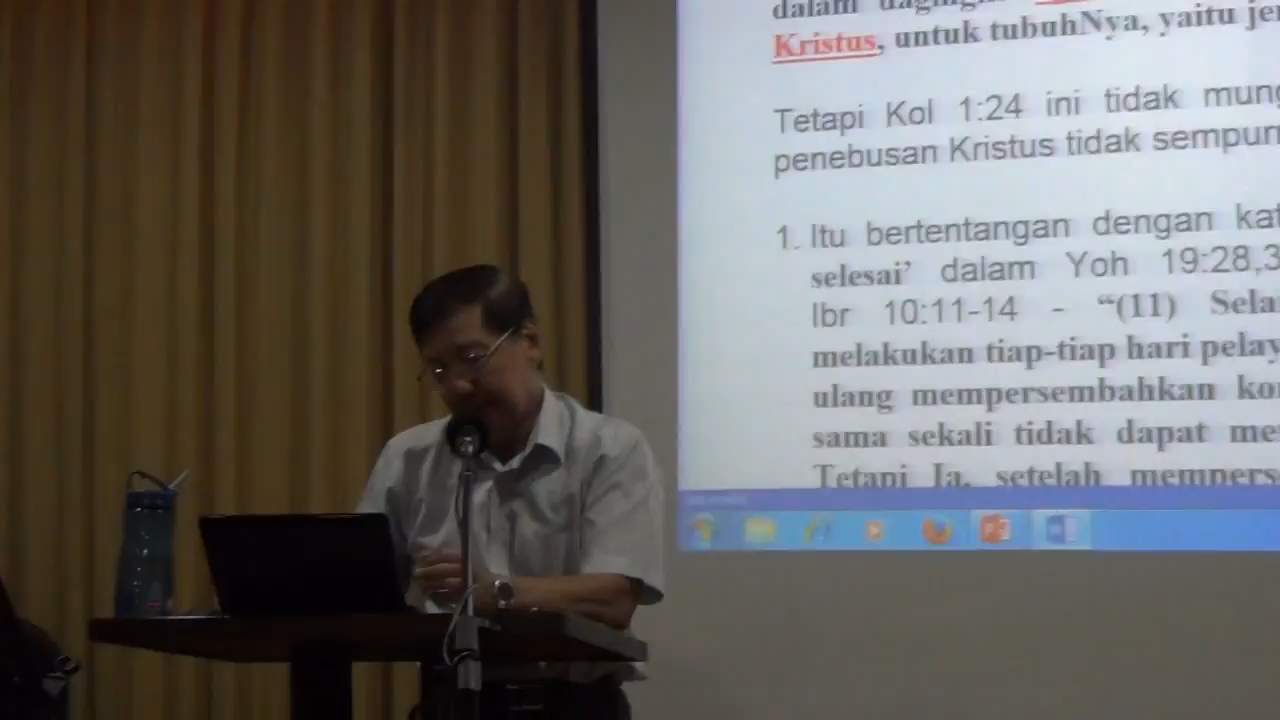 dalam
Kristus, untuk tubuhNya, yaitu
Tetapi Kol 1:24 ini tidak
penebusan Kristus tidak
1. Itu bertentangan dengan
selesai’ dalam Yoh 19:28,3
Ibr 10:11-14 - “(11)
melakukan tiap-tiap hari
ulang mempersembahkan
sama sekali tidak dapat
Tetapi Ia, setelah